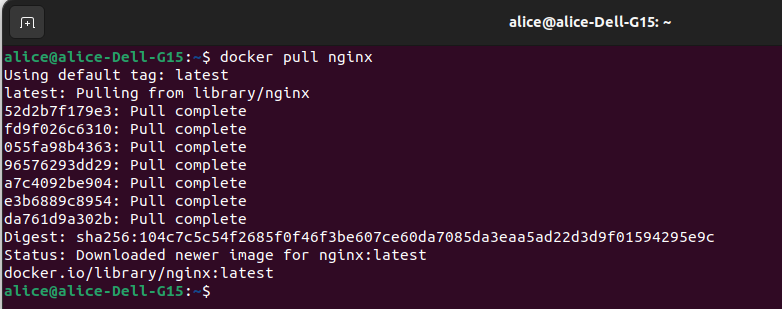 alice@alice-Dell-G15: ~
alice@alice-Dell-G15:~$ docker pull nginx
Using default tag: latest
latest: Pulling from library/nginx
52d2b7f179e3: Pull complete
fd9f026c6310: Pull complete
055fa98b4363: Pull complete
96576293dd29: Pull complete
a7c4092be904: Pull complete
e3b6889c8954: Pull complete
da761d9a302b: Pull complete
Digest: sha256:104c7c5c54f2685f0f46f3be607ce60da7085da3eaa5ad22d3d9f01594295e9c
Status: Downloaded newer image for nginx:latest
docker.io/library/nginx:latest
alice@alice-Dell-G15:~$